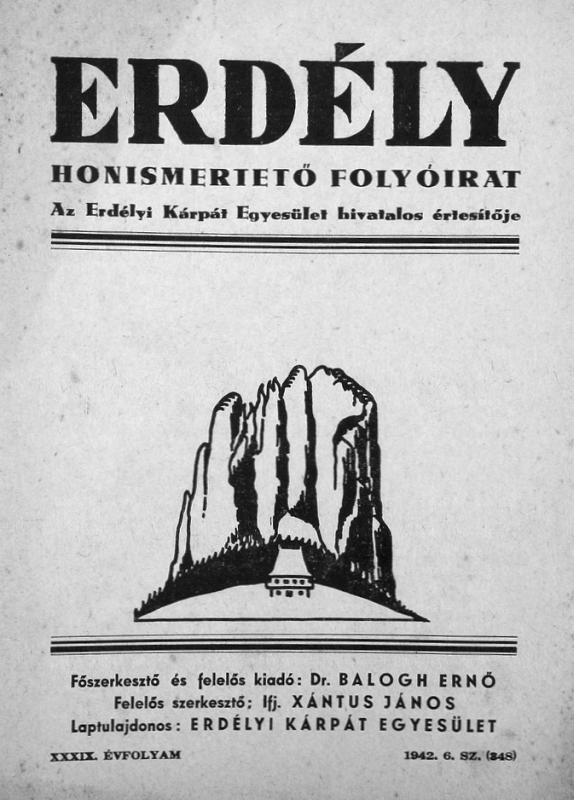 ERDÉLY
HONISMERTETŐ FOLYÓIRAT
Az Erdélyi Kárpát Egyesület hivatalos értesítője
Főszerkesztő és felelős kiadó: Dr. BALOGH ERNŐ
Felelős szerkesztő; Ifj. XÁNTUS JÁNOS
Laptulajdonos: ERDÉLYI KÁRPÁT EGYESÜLET
XXXIX. ÉVFOLYAM 1942. 6. SZ. (348)